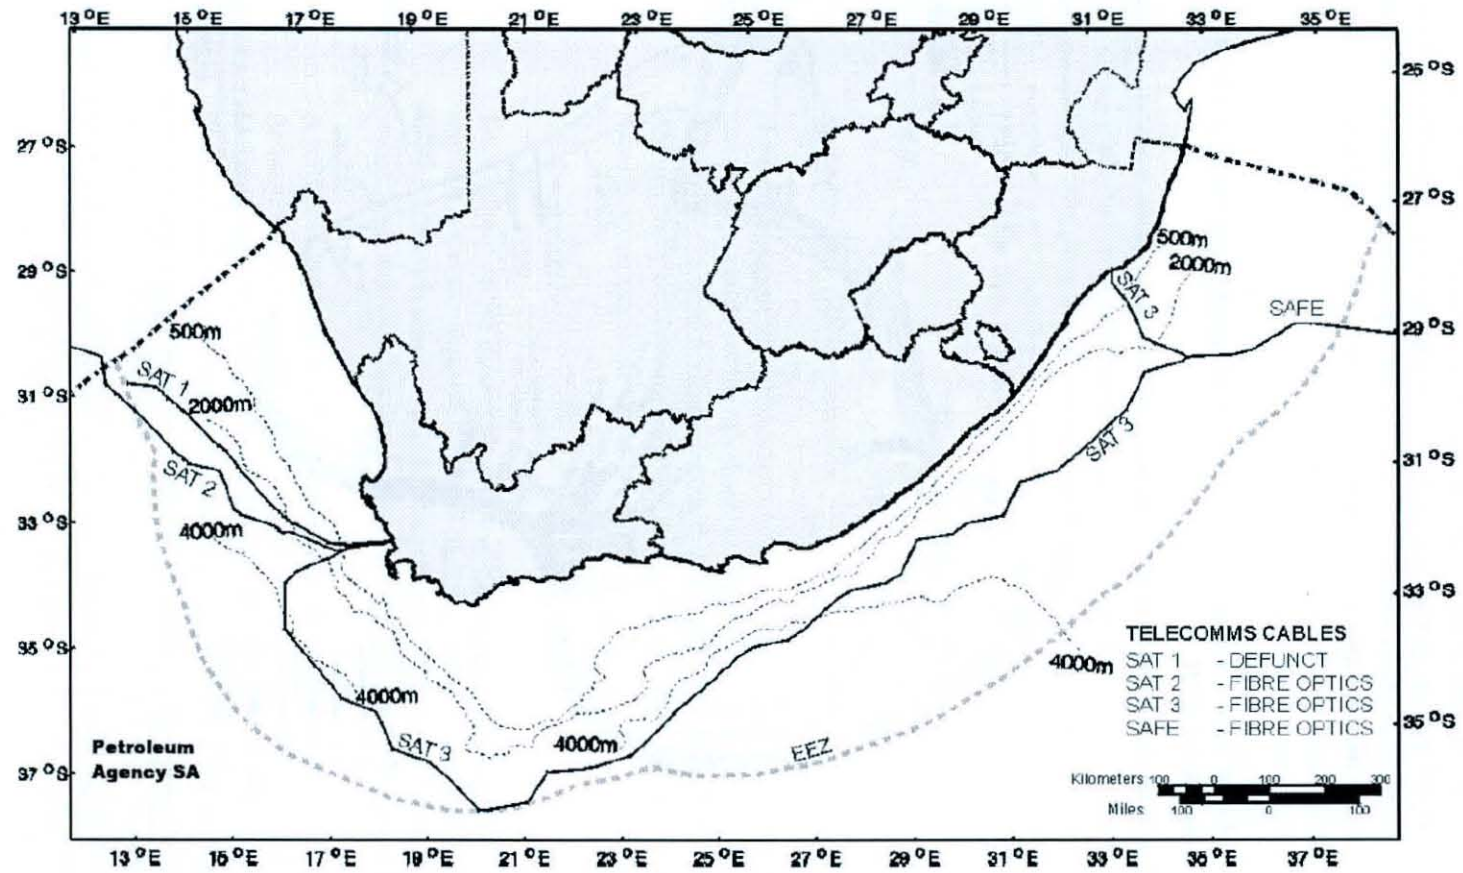 13 °E 15 °E 17 °E 19 °E 21 °E 23 °E 25 °E 27 °E 29 °E 31 °E 33 °E 35 °E
25 °S
27 °S
27 °S
500m
2000m
29 °S
SAT 3
SAFE
29 °S
500m
SAT 1
31 °S
2000m
SAT 3
31 °S
SAT 2
33 °S
4000m
33 °S
TELECOMMS CABLES
35 °S
4000m
SAT 1 - DEFUNCT
SAT 2 - FIBRE OPTICS
4000m
SAT 3 - FIBRE OPTICS
35 °S
SAFE - FIBRE OPTICS
SAT 3
4000m
EEZ
Petroleum
Agency SA
37 °S
Kilometers 100 0 100 200 300
Miles 100 0 100
13 °E 15 °E 17 °E 19 °E 21 °E 23 °E 25 °E 27 °E 29 °E 31 °E 33 °E 35 °E 37 °E